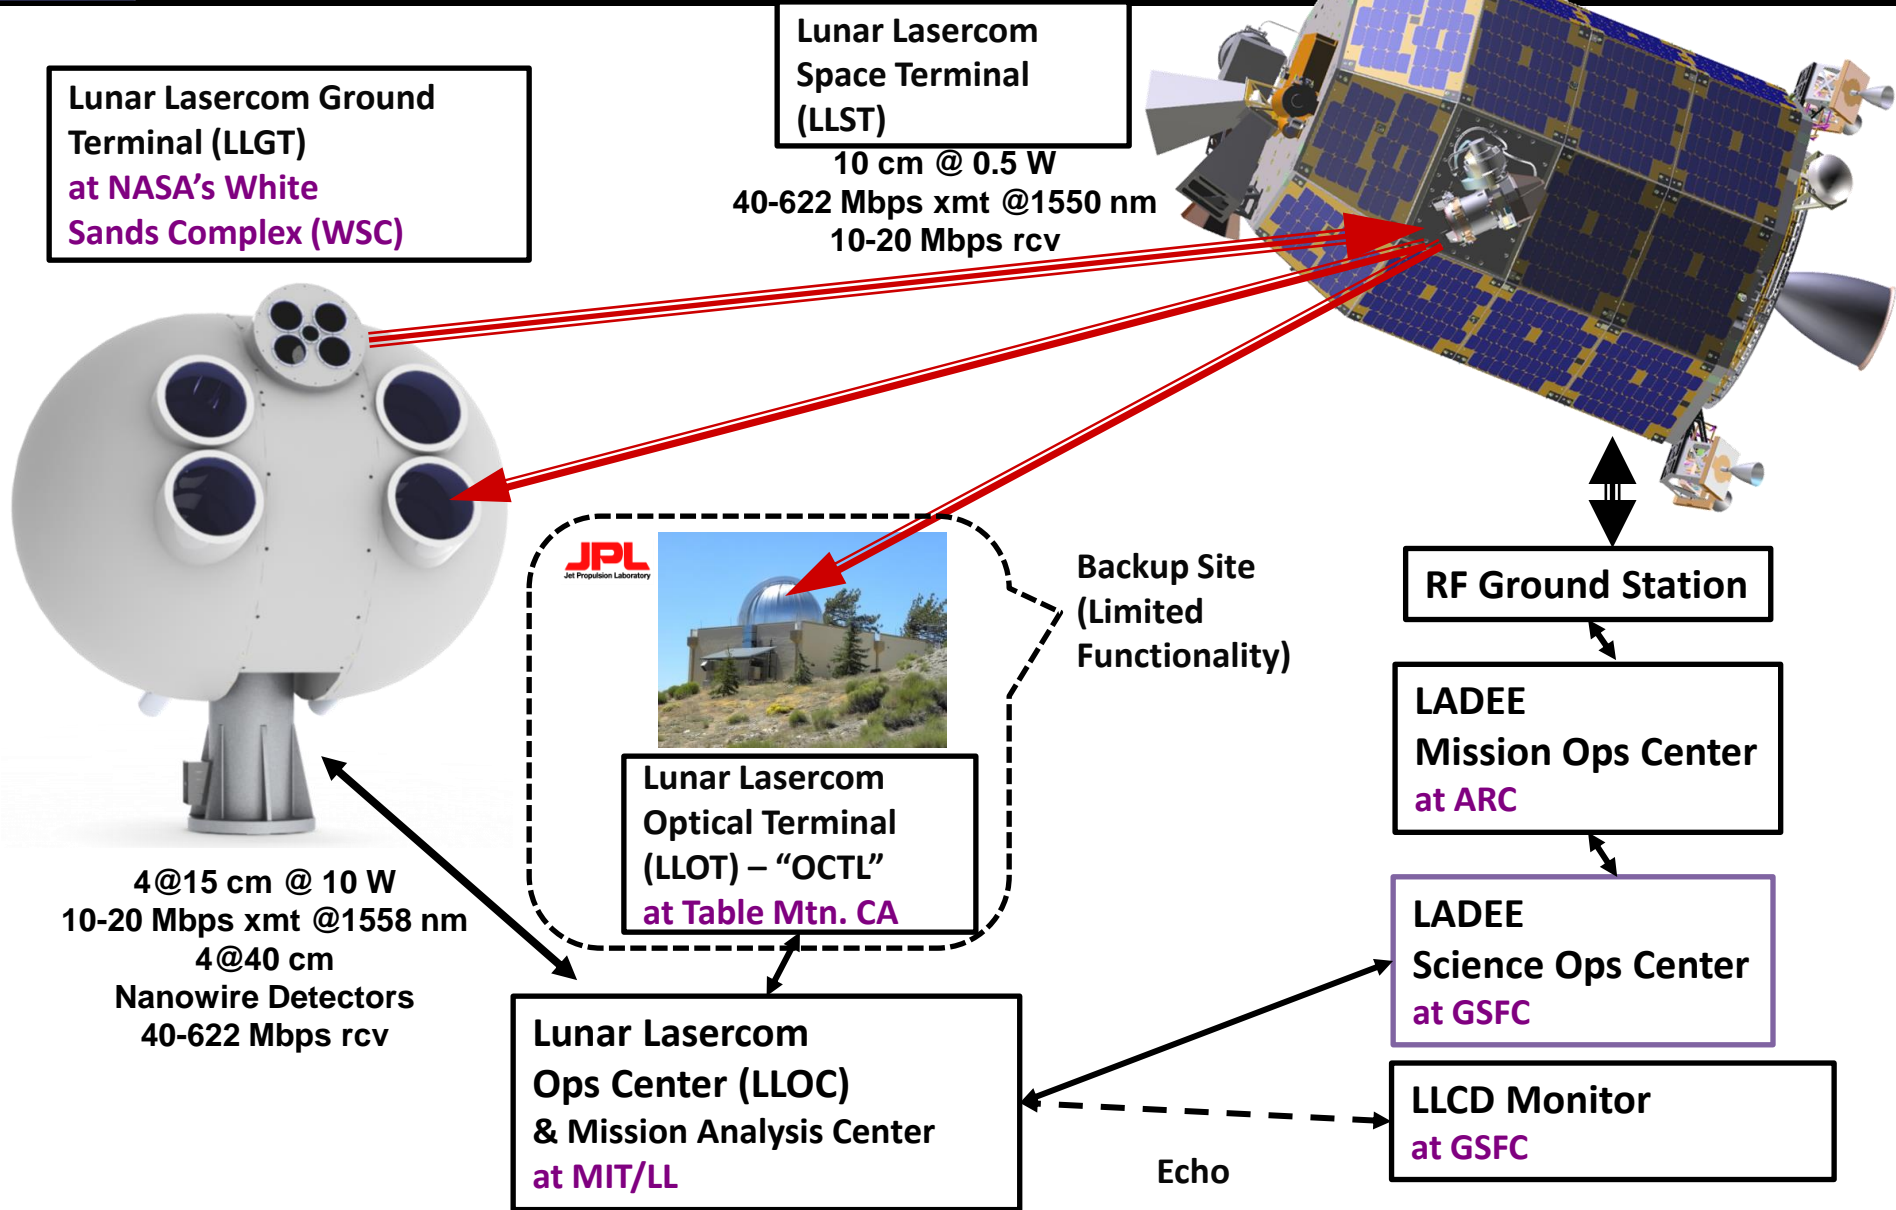 Lunar Lasercom Ground
Terminal (LLGT)
at NASA’s White
Sands Complex (WSC)
Lunar Lasercom
Space Terminal
(LLST)
10 cm @ 0.5 W
40-622 Mbps xmt @1550 nm
10-20 Mbps rcv
JPL
Jet Propulsion Laboratory
Backup Site
(Limited
Functionality)
RF Ground Station
LADEE
Mission Ops Center
at ARC
Lunar Lasercom
Optical Terminal
(LLOT) – “OCTL”
at Table Mtn. CA
4@15 cm @ 10 W
10-20 Mbps xmt @1558 nm
4@40 cm
Nanowire Detectors
40-622 Mbps rcv
LADEE
Science Ops Center
at GSFC
Lunar Lasercom
Ops Center (LLOC)
& Mission Analysis Center
at MIT/LL
LLCD Monitor
at GSFC
Echo